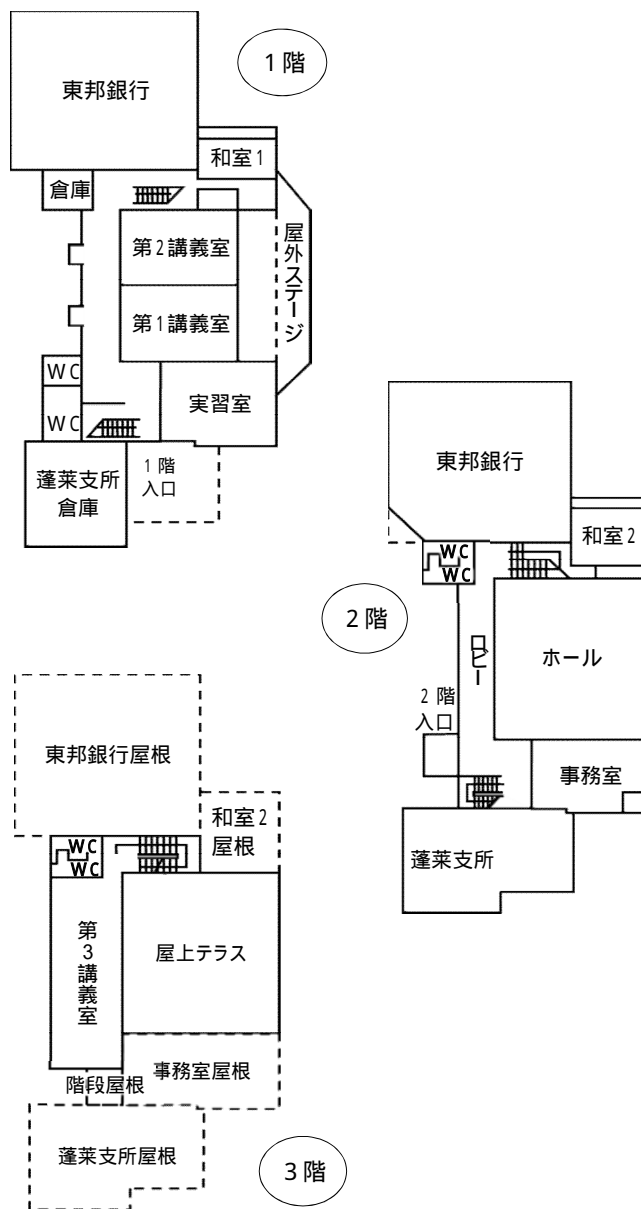 1階
東邦銀行
和室1
倉庫
第2講義室
屋外ステージ
第1講義室
WC
WC
実習室
1階
入口
蓬莱支所
倉庫
2階
東邦銀行
和室2
WC
WC
ロビー
ホール
2階
入口
事務室
蓬莱支所
3階
東邦銀行屋根
和室2
屋根
WC
WC
第3講義室
屋上テラス
階段屋根
事務室屋根
蓬莱支所屋根